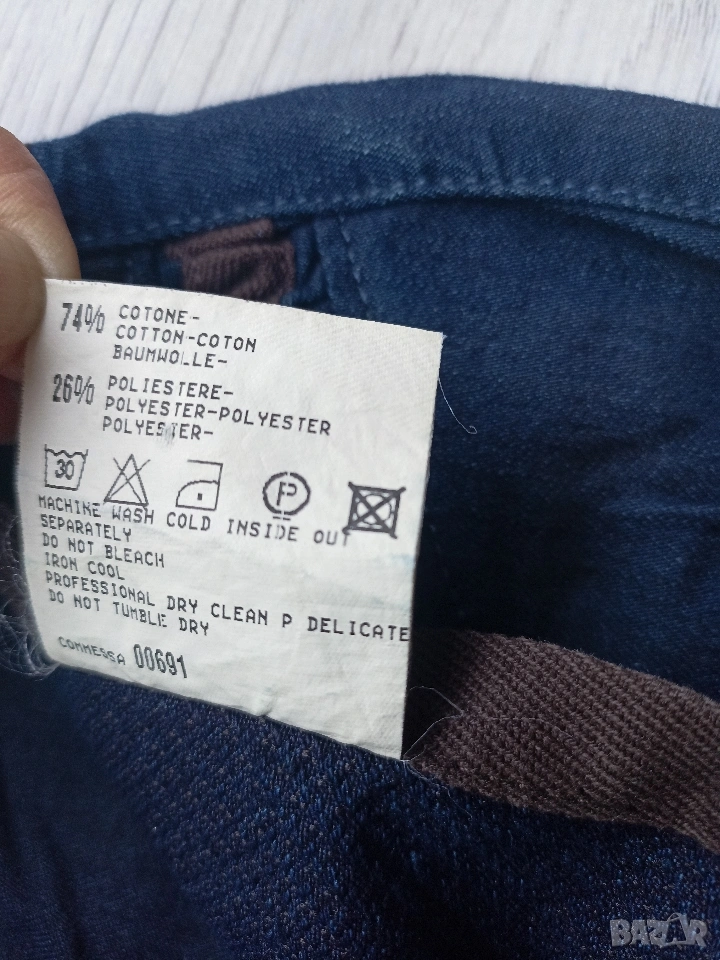 74% COTONE-
COTTON-COTON
BAUMWOLLE-
26% POLIESTERE-
POLYESTER-POLYESTER
POLYESTER-
30
P
MACHINE WASH COLD INSIDE OUT
SEPARATELY
DO NOT BLEACH
IRON COOL
PROFESSIONAL DRY CLEAN P DELICATE
DO NOT TUMBLE DRY
COMMESSA 00691
BAZAR